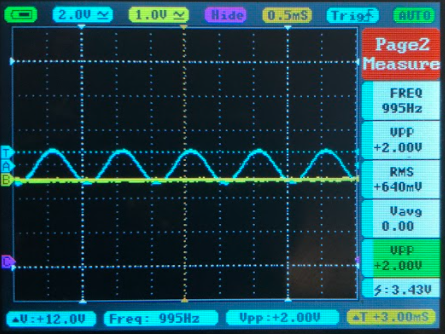 2.0V 1.0V Hide 0.5mS Trig AUTO
Page2
Measure
FREQ
995Hz
VPP
+2.00V
RMS
+640mV
Vavg
0.00
VPP
+2.00V
3.43V
T
A
B
C
▲V:+12.0V Freq: 995Hz Vpp:+2.00V ▲T +3.00mS